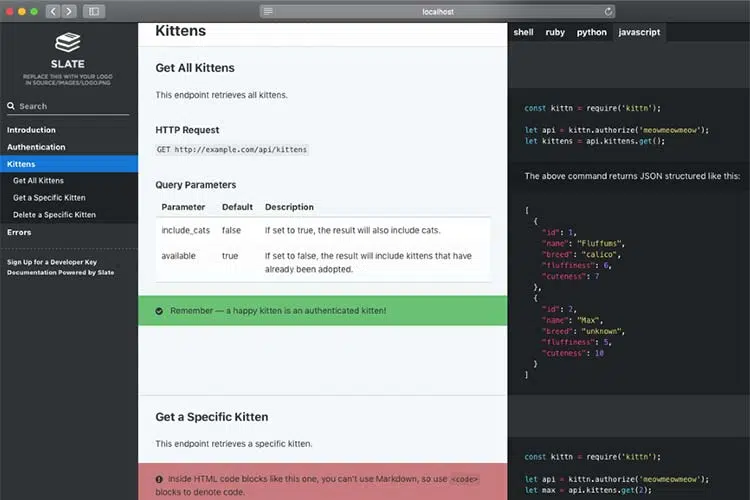 localhost
SLATE
REPLACE THIS WITH YOUR LOGO
IN SOURCE/IMAGES/LOGO.PNG
Search
Introduction
Authentication
Kittens
Get All Kittens
Get a Specific Kitten
Delete a Specific Kitten
Errors
Sign Up for a Developer Key
Documentation Powered by Slate
Kittens
Get All Kittens
This endpoint retrieves all kittens.
HTTP Request
GET http://example.com/api/kittens
Query Parameters
Parameter Default Description
include_cats false If set to true, the result will also include cats.
available true If set to false, the result will include kittens that have
already been adopted.
Remember — a happy kitten is an authenticated kitten!
Get a Specific Kitten
This endpoint retrieves a specific kitten.
Inside HTML code blocks like this one, you can't use Markdown, so use <code>
blocks to denote code.
shell ruby python javascript
const kittn = require('kittn');
let api = kittn.authorize('meowmeowmeow');
let kittens = api.kittens.get();
The above command returns JSON structured like this:
[
{
"id": 1,
"name": "Fluffums",
"breed": "calico",
"fluffiness": 6,
"cuteness": 7
},
{
"id": 2,
"name": "Max",
"breed": "unknown",
"fluffiness": 5,
"cuteness": 10
}
]
const kittn = require('kittn');
let api = kittn.authorize('meowmeowmeow');
let max = api.kittens.get(2);